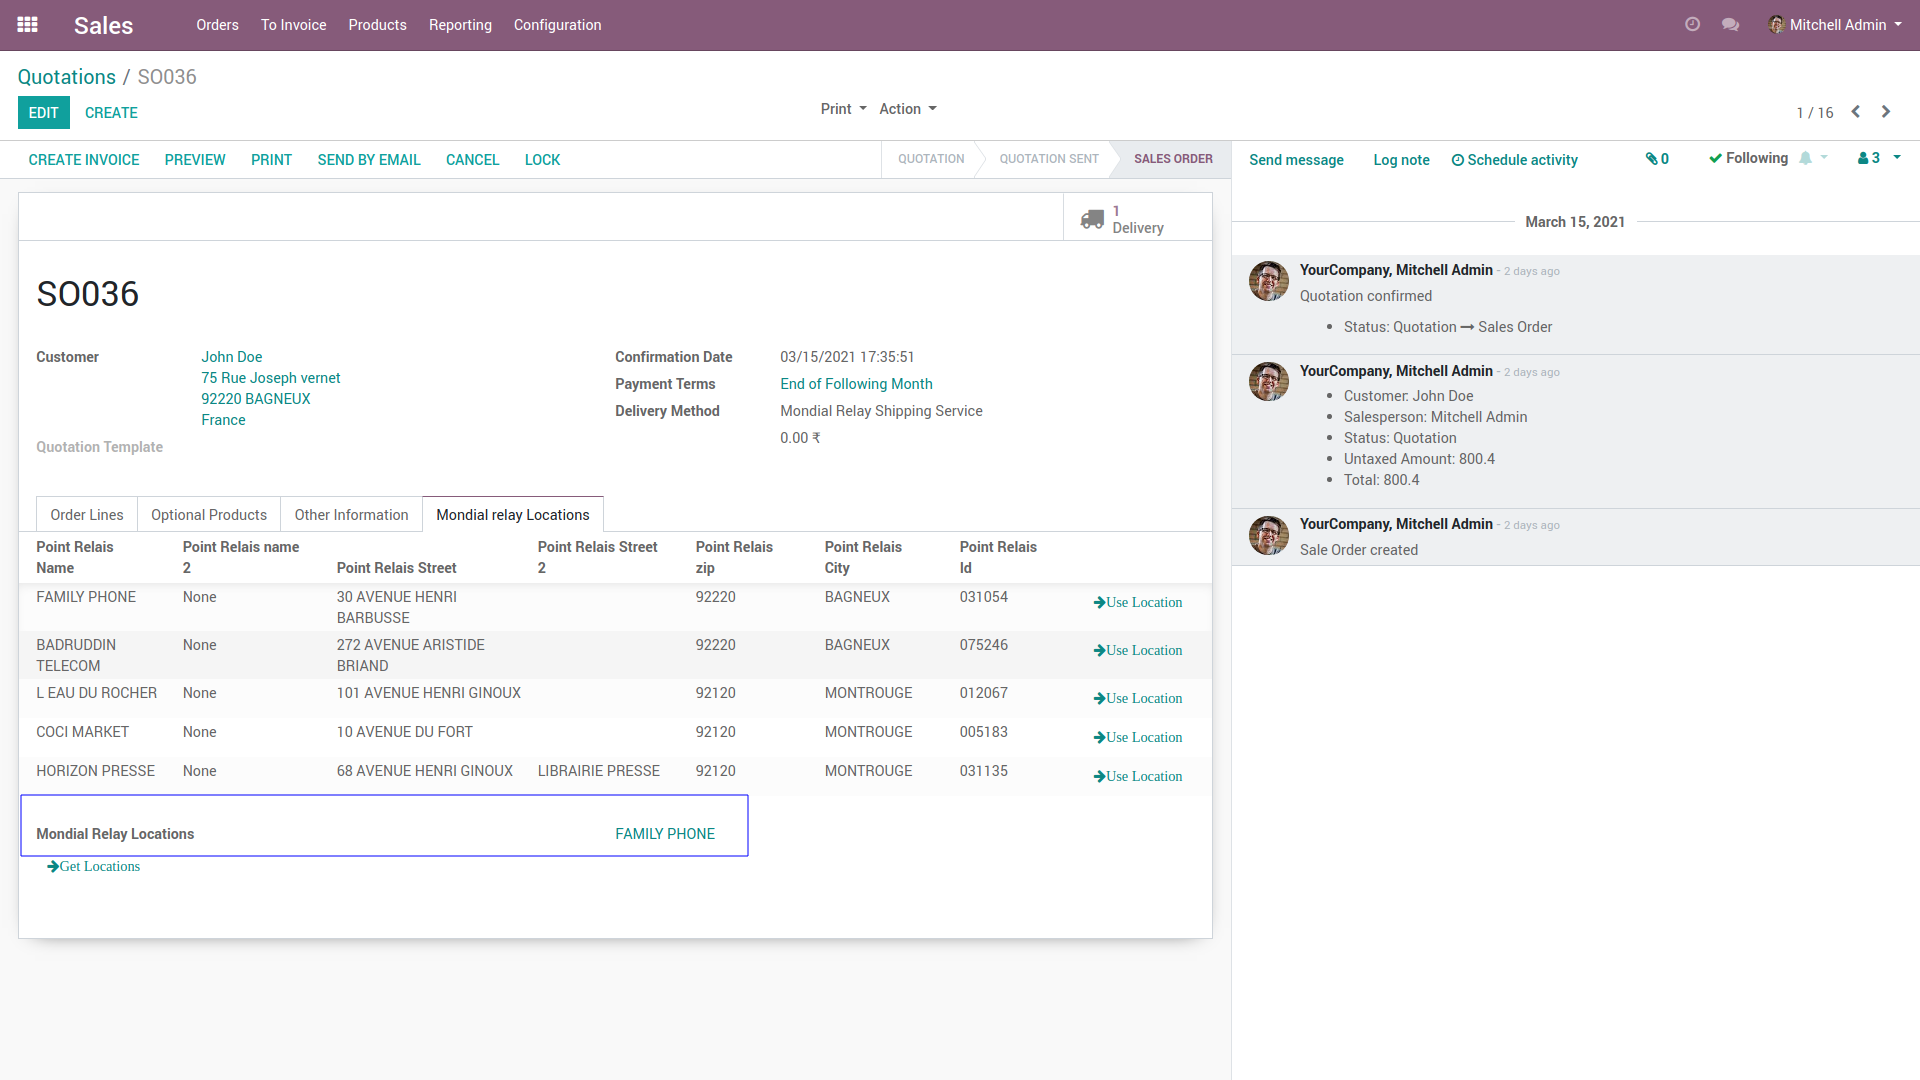 Sales
Orders To Invoice Products Reporting Configuration
Mitchell Admin
Quotations / SO036
EDIT CREATE
Print Action
1 / 16
CREATE INVOICE PREVIEW PRINT SEND BY EMAIL CANCEL LOCK
QUOTATION QUOTATION SENT SALES ORDER
1
Delivery
SO036
Customer
John Doe
75 Rue Joseph vernet
92220 BAGNEUX
France
Quotation Template
Confirmation Date 03/15/2021 17:35:51
Payment Terms End of Following Month
Delivery Method Mondial Relay Shipping Service
0.00 ₹
Order Lines Optional Products Other Information Mondial relay Locations
Point Relais Name Point Relais name 2 Point Relais Street Point Relais Street 2 Point Relais zip Point Relais City Point Relais Id
FAMILY PHONE None 30 AVENUE HENRI BARBUSSE 92220 BAGNEUX 031054 Use Location
BADRUDDIN TELECOM None 272 AVENUE ARISTIDE BRIAND 92220 BAGNEUX 075246 Use Location
L EAU DU ROCHER None 101 AVENUE HENRI GINOUX 92120 MONTROUGE 012067 Use Location
COCI MARKET None 10 AVENUE DU FORT 92120 MONTROUGE 005183 Use Location
HORIZON PRESSE None 68 AVENUE HENRI GINOUX LIBRAIRIE PRESSE 92120 MONTROUGE 031135 Use Location
Mondial Relay Locations FAMILY PHONE
Get Locations
Send message Log note Schedule activity 0 Following 3
March 15, 2021
YourCompany, Mitchell Admin - 2 days ago
Quotation confirmed
• Status: Quotation → Sales Order
YourCompany, Mitchell Admin - 2 days ago
• Customer: John Doe
• Salesperson: Mitchell Admin
• Status: Quotation
• Untaxed Amount: 800.4
• Total: 800.4
YourCompany, Mitchell Admin - 2 days ago
Sale Order created